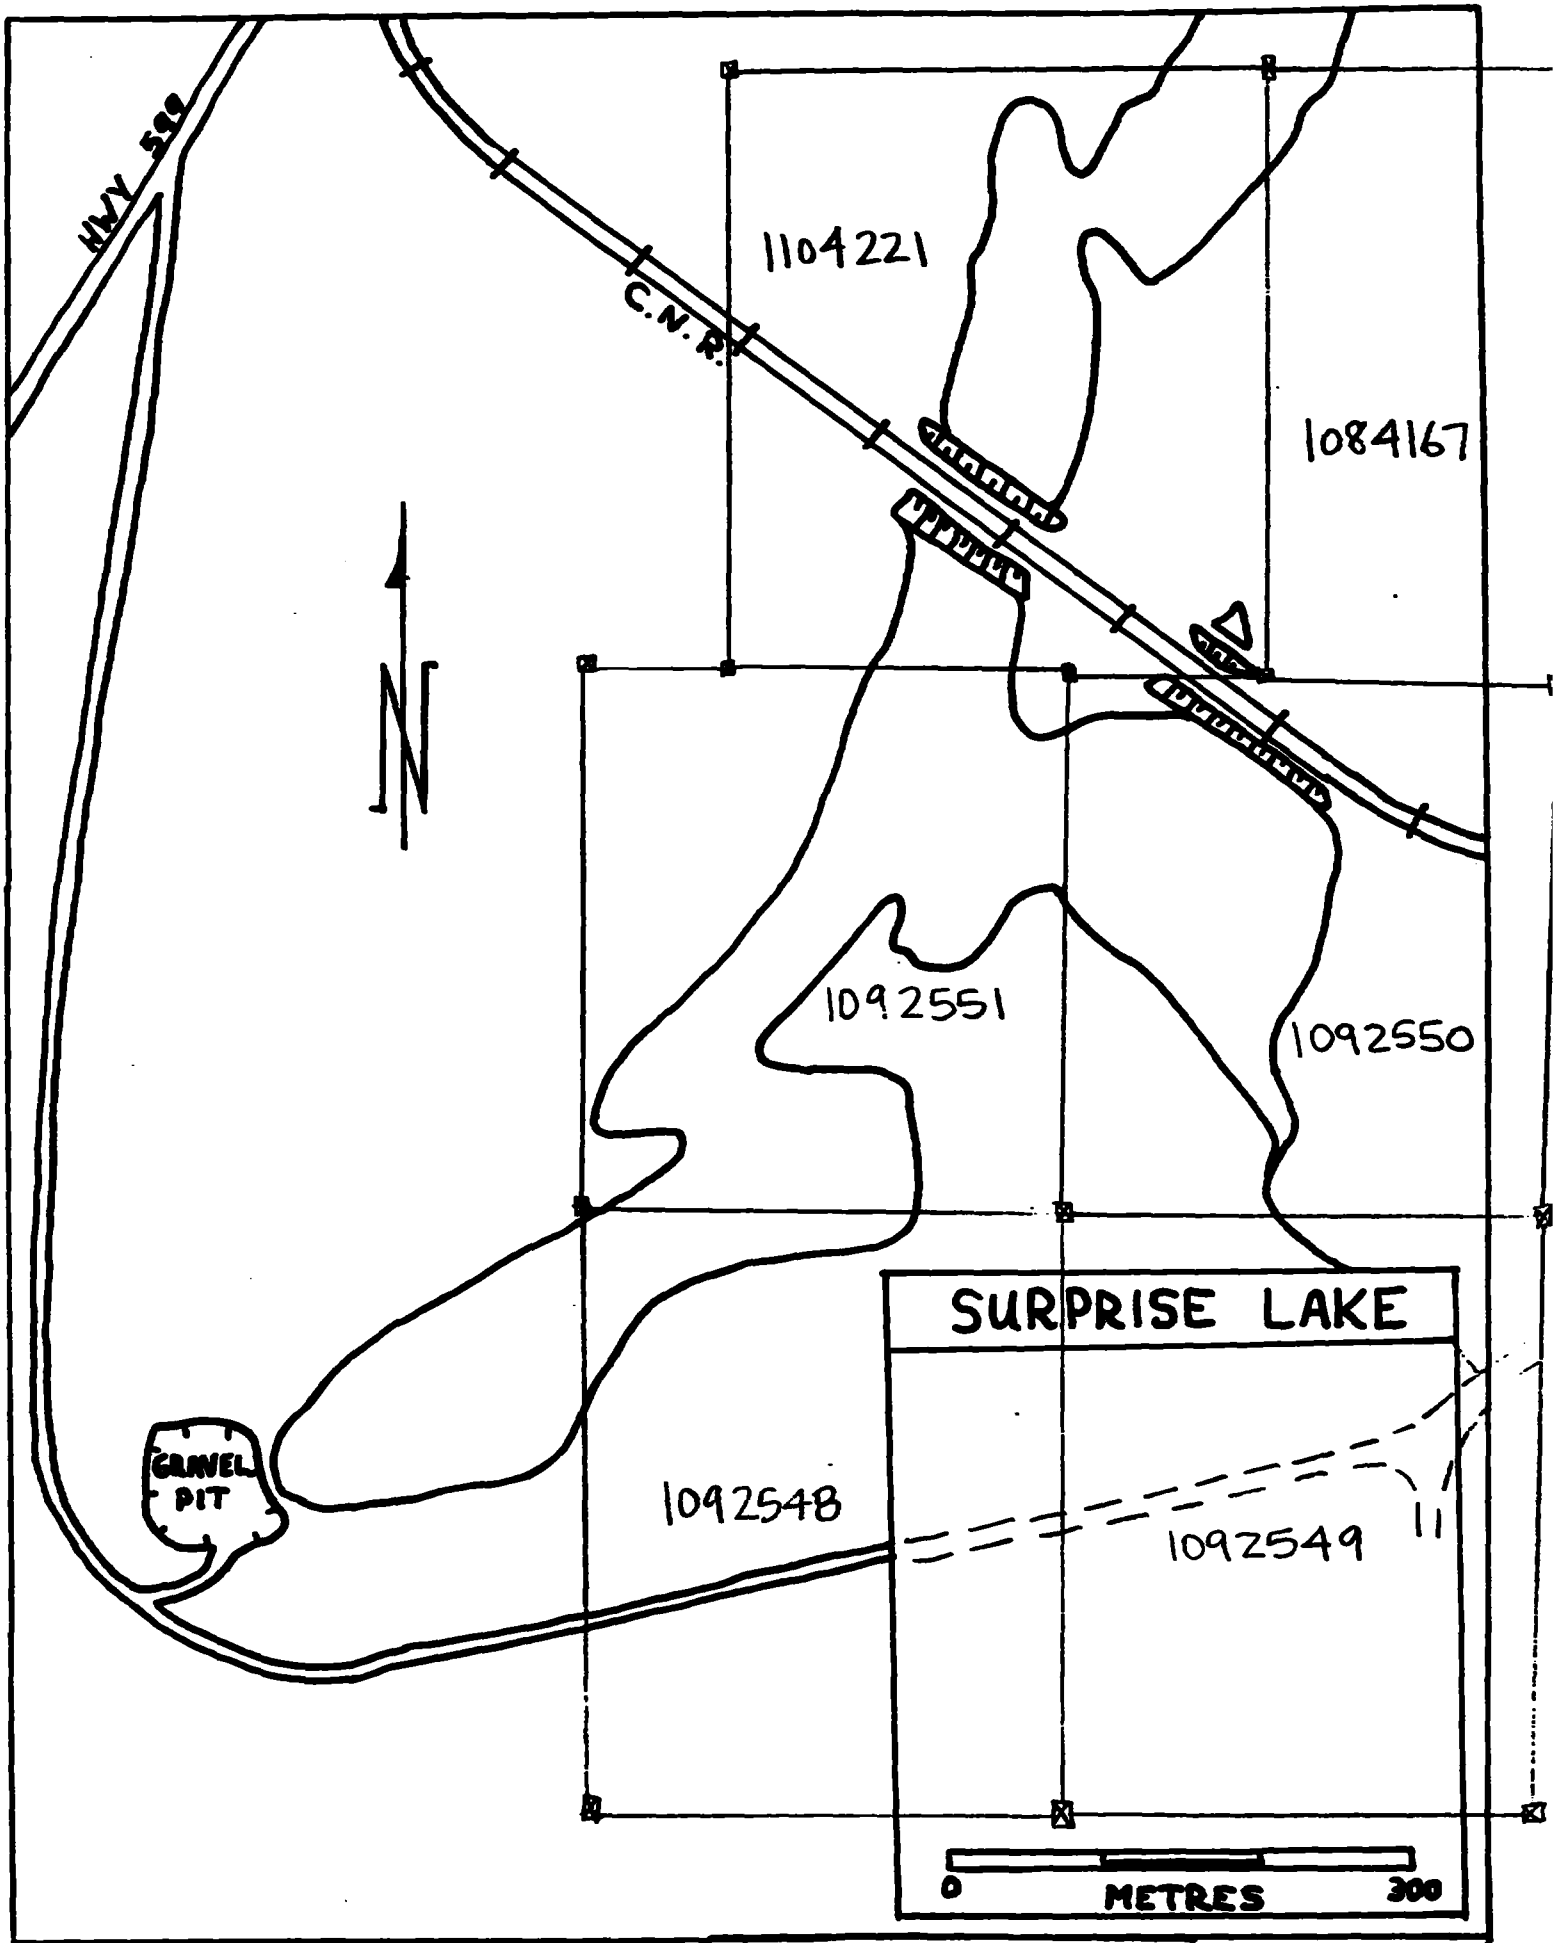 HWY 599
1104221
C.N.R.
1084167
N
1092551
1092550
SURPRISE LAKE
GRAVEL
PIT
1092548
1092549
0 300
METRES